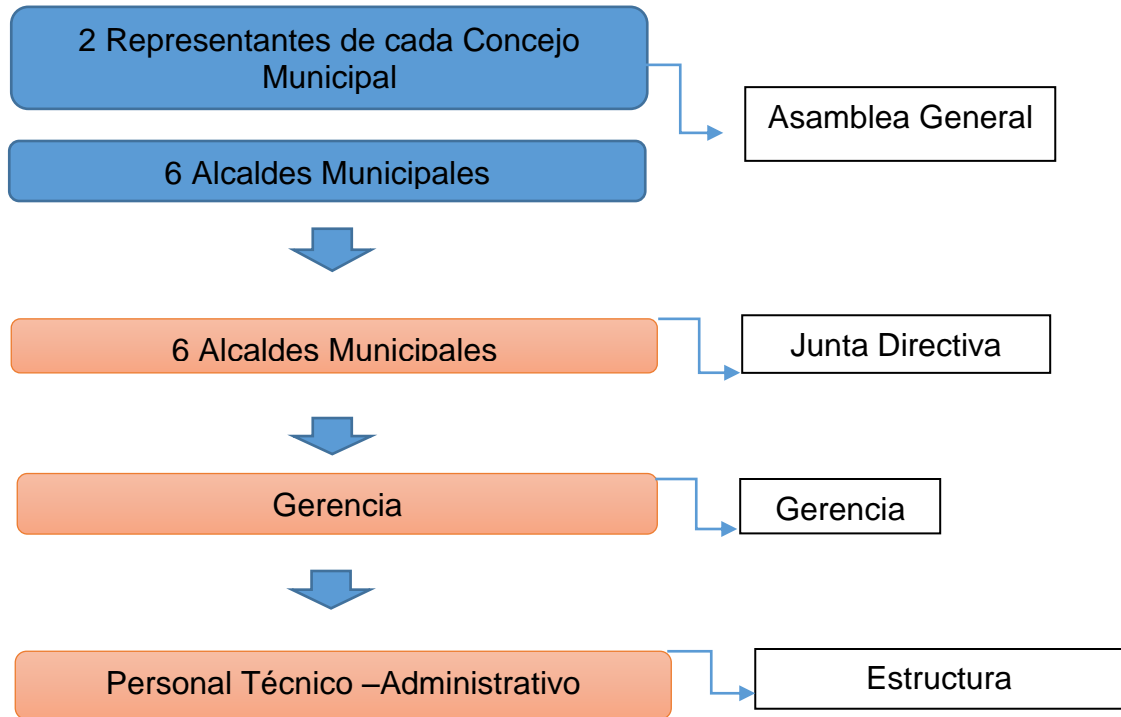 2 Representantes de cada Concejo
Municipal
Asamblea General
6 Alcaldes Municipales
6 Alcaldes Municipales
Junta Directiva
Gerencia
Gerencia
Personal Técnico –Administrativo
Estructura